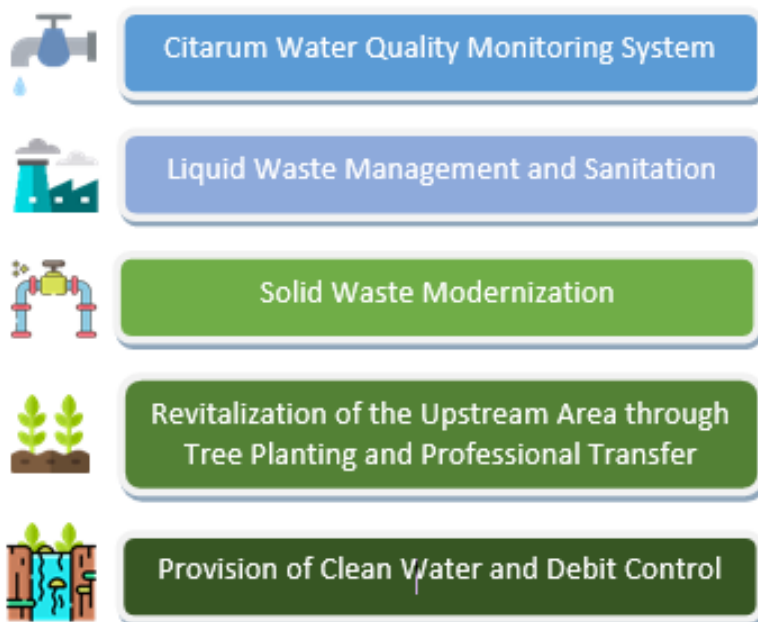 Citarum Water Quality Monitoring System
Liquid Waste Management and Sanitation
Solid Waste Modernization
Revitalization of the Upstream Area through
Tree Planting and Professional Transfer
Provision of Clean Water and Debit Control